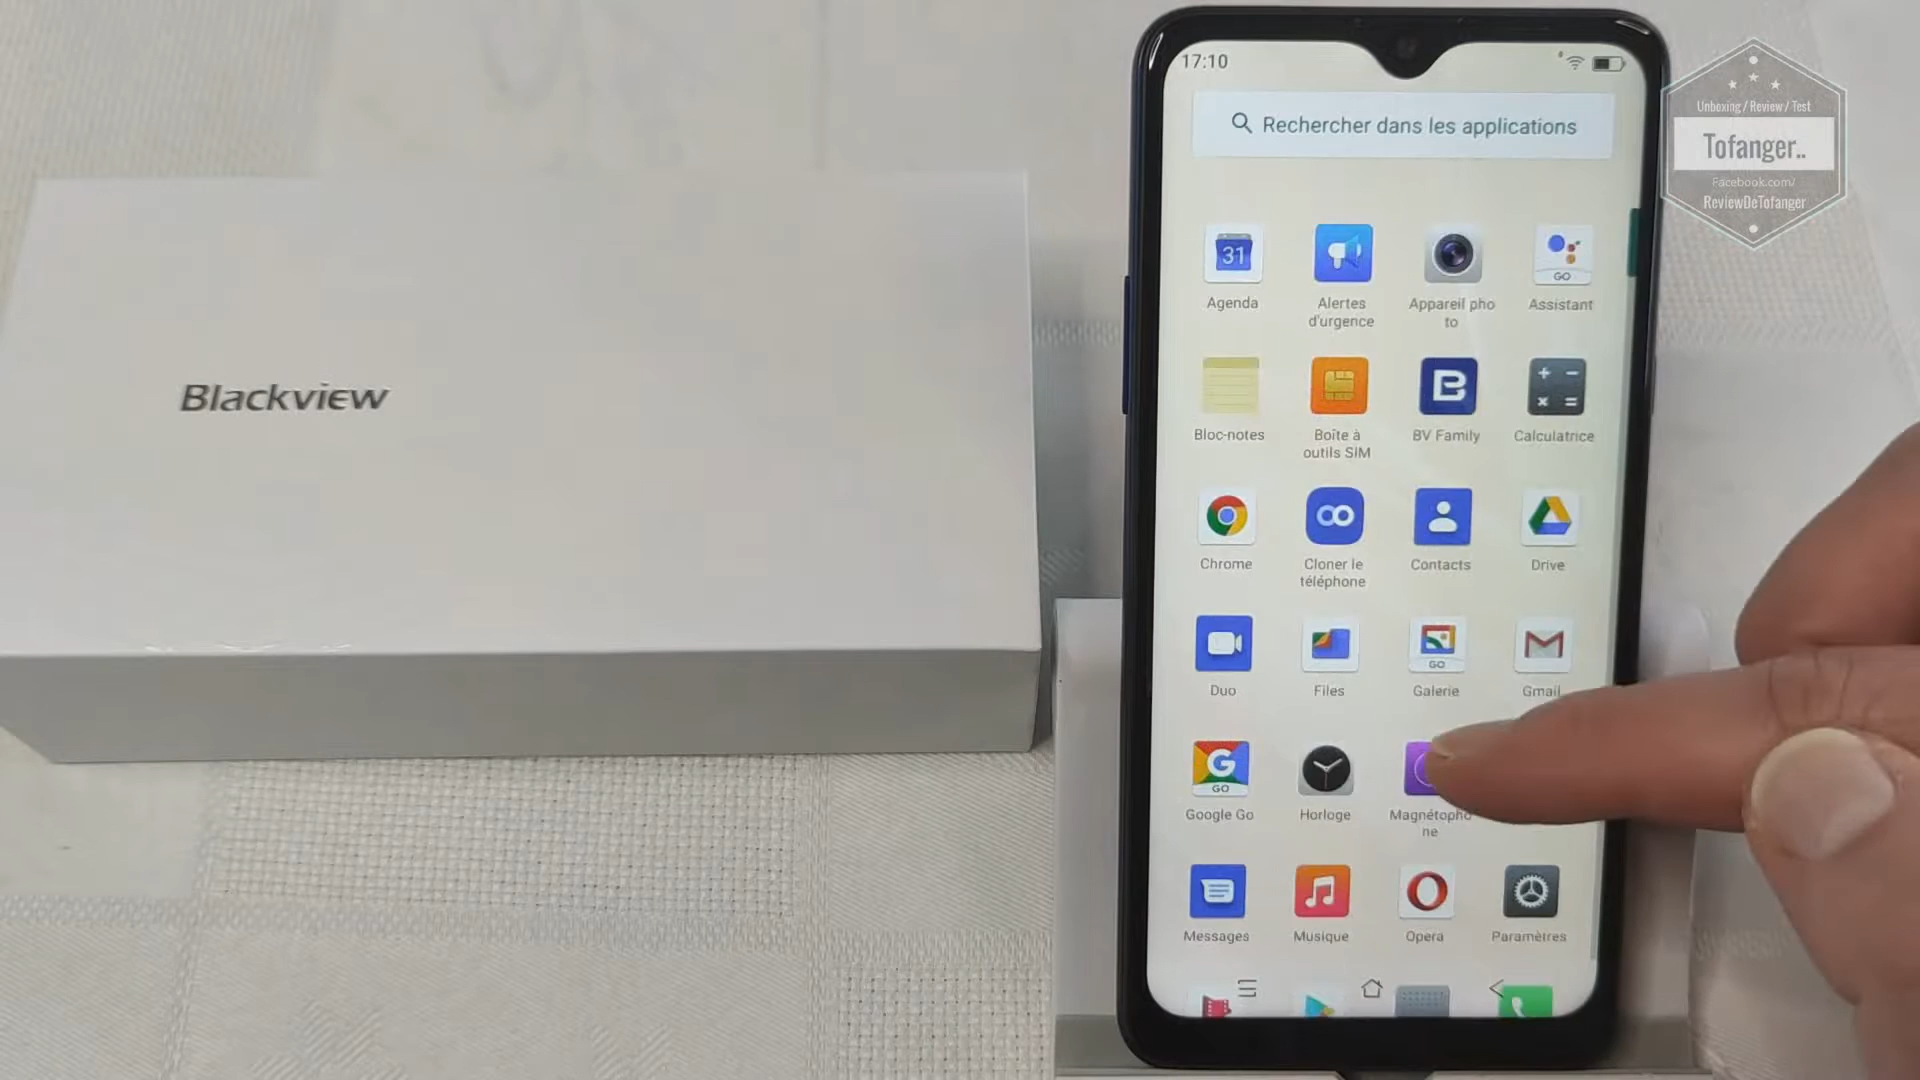 Blackview
17:10
Rechercher dans les applications
31
GO
Agenda
Alertes
d'urgence
Appareil pho
to
Assistant
Bloc-notes
Boîte à
outils SIM
BV Family
Calculatrice
Chrome
Cloner le
téléphone
Contacts
Drive
GO
Duo
Files
Galerie
Gmail
G
GO
Google Go
Horloge
Magnétopho
ne
Messages
Musique
Opera
Paramètres
Unboxing / Review / Test
Tofanger..
Facebook.com/
ReviewDeTofanger